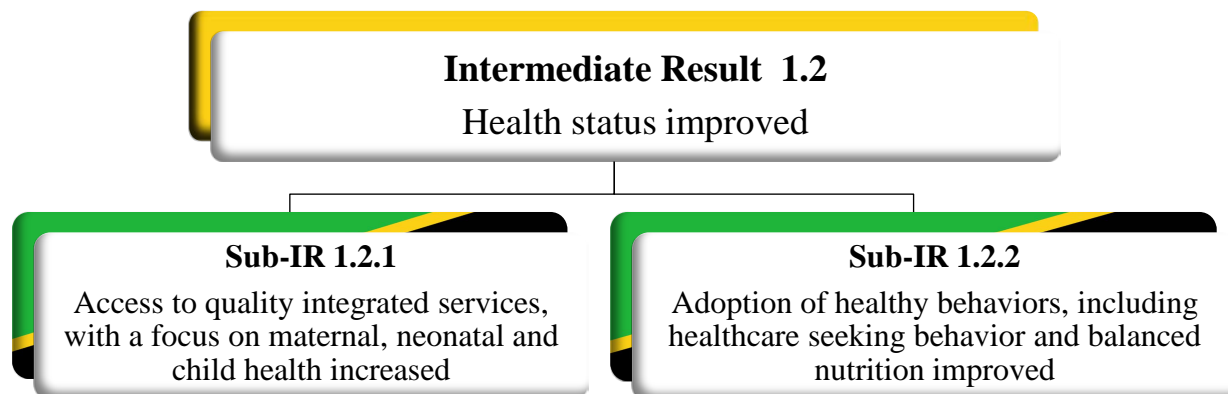 Intermediate Result 1.2
Health status improved
Sub-IR 1.2.1
Access to quality integrated services,
with a focus on maternal, neonatal and
child health increased
Sub-IR 1.2.2
Adoption of healthy behaviors, including
healthcare seeking behavior and balanced
nutrition improved